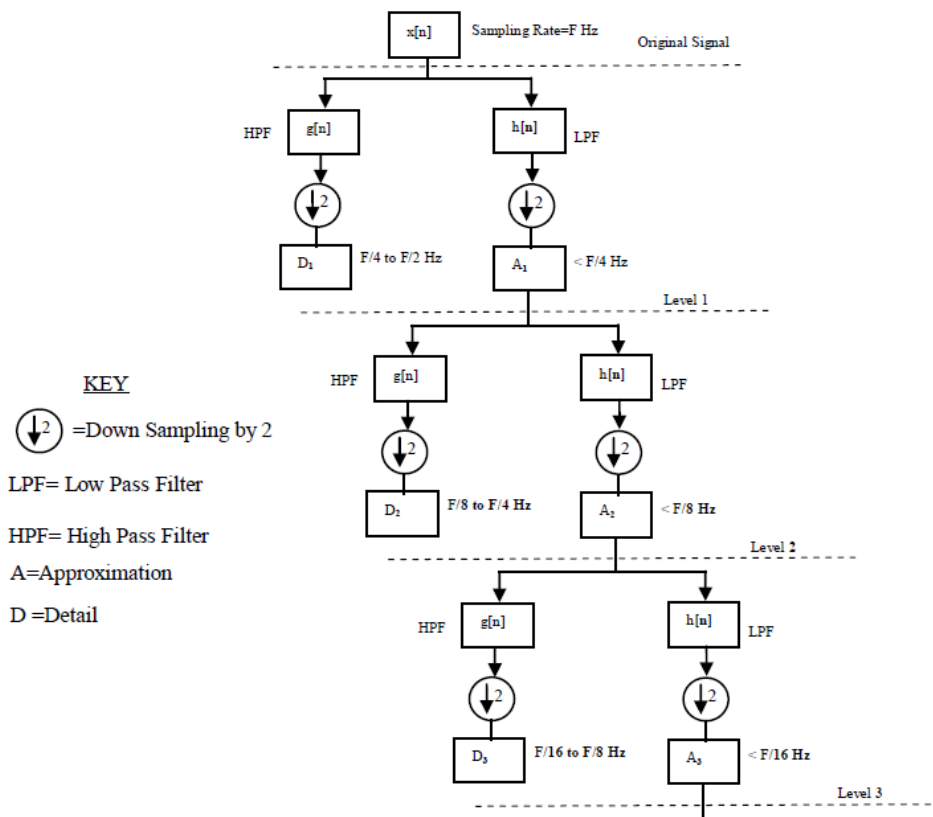 x[n]
Sampling Rate=F Hz
Original Signal
HPF
g[n]
h[n]
LPF
2
2
D₁
F/4 to F/2 Hz
A₁
< F/4 Hz
Level 1
HPF
g[n]
h[n]
LPF
2
2
D₂
F/8 to F/4 Hz
A₂
< F/8 Hz
Level 2
HPF
g[n]
h[n]
LPF
2
2
D₃
F/16 to F/8 Hz
A₃
< F/16 Hz
Level 3
KEY
2 =Down Sampling by 2
LPF= Low Pass Filter
HPF= High Pass Filter
A=Approximation
D =Detail